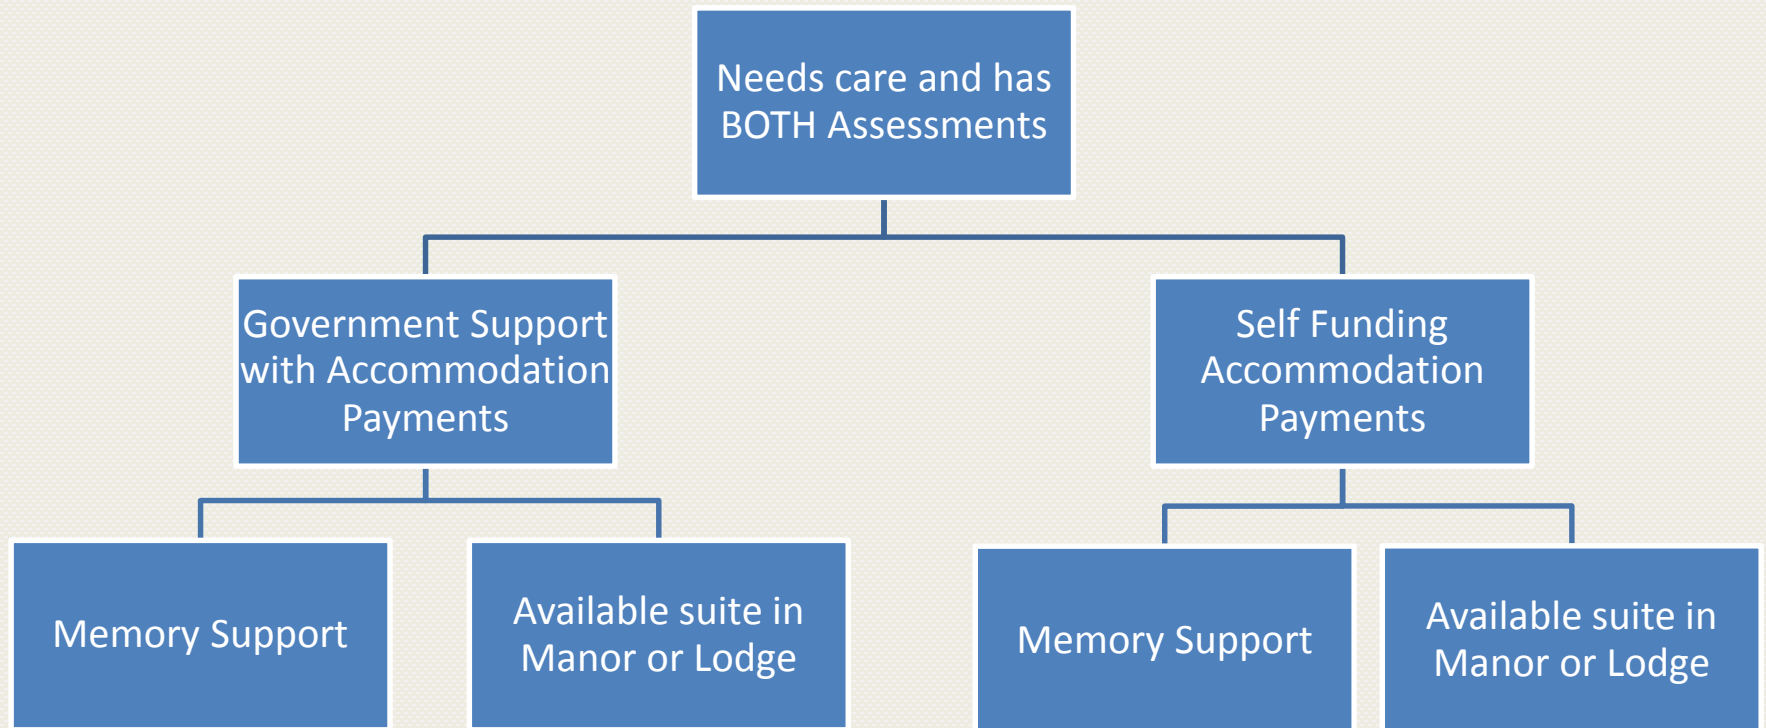 Needs care and has
BOTH Assessments
Government Support
with Accommodation
Payments
Self Funding
Accommodation
Payments
Memory Support
Available suite in
Manor or Lodge
Memory Support
Available suite in
Manor or Lodge